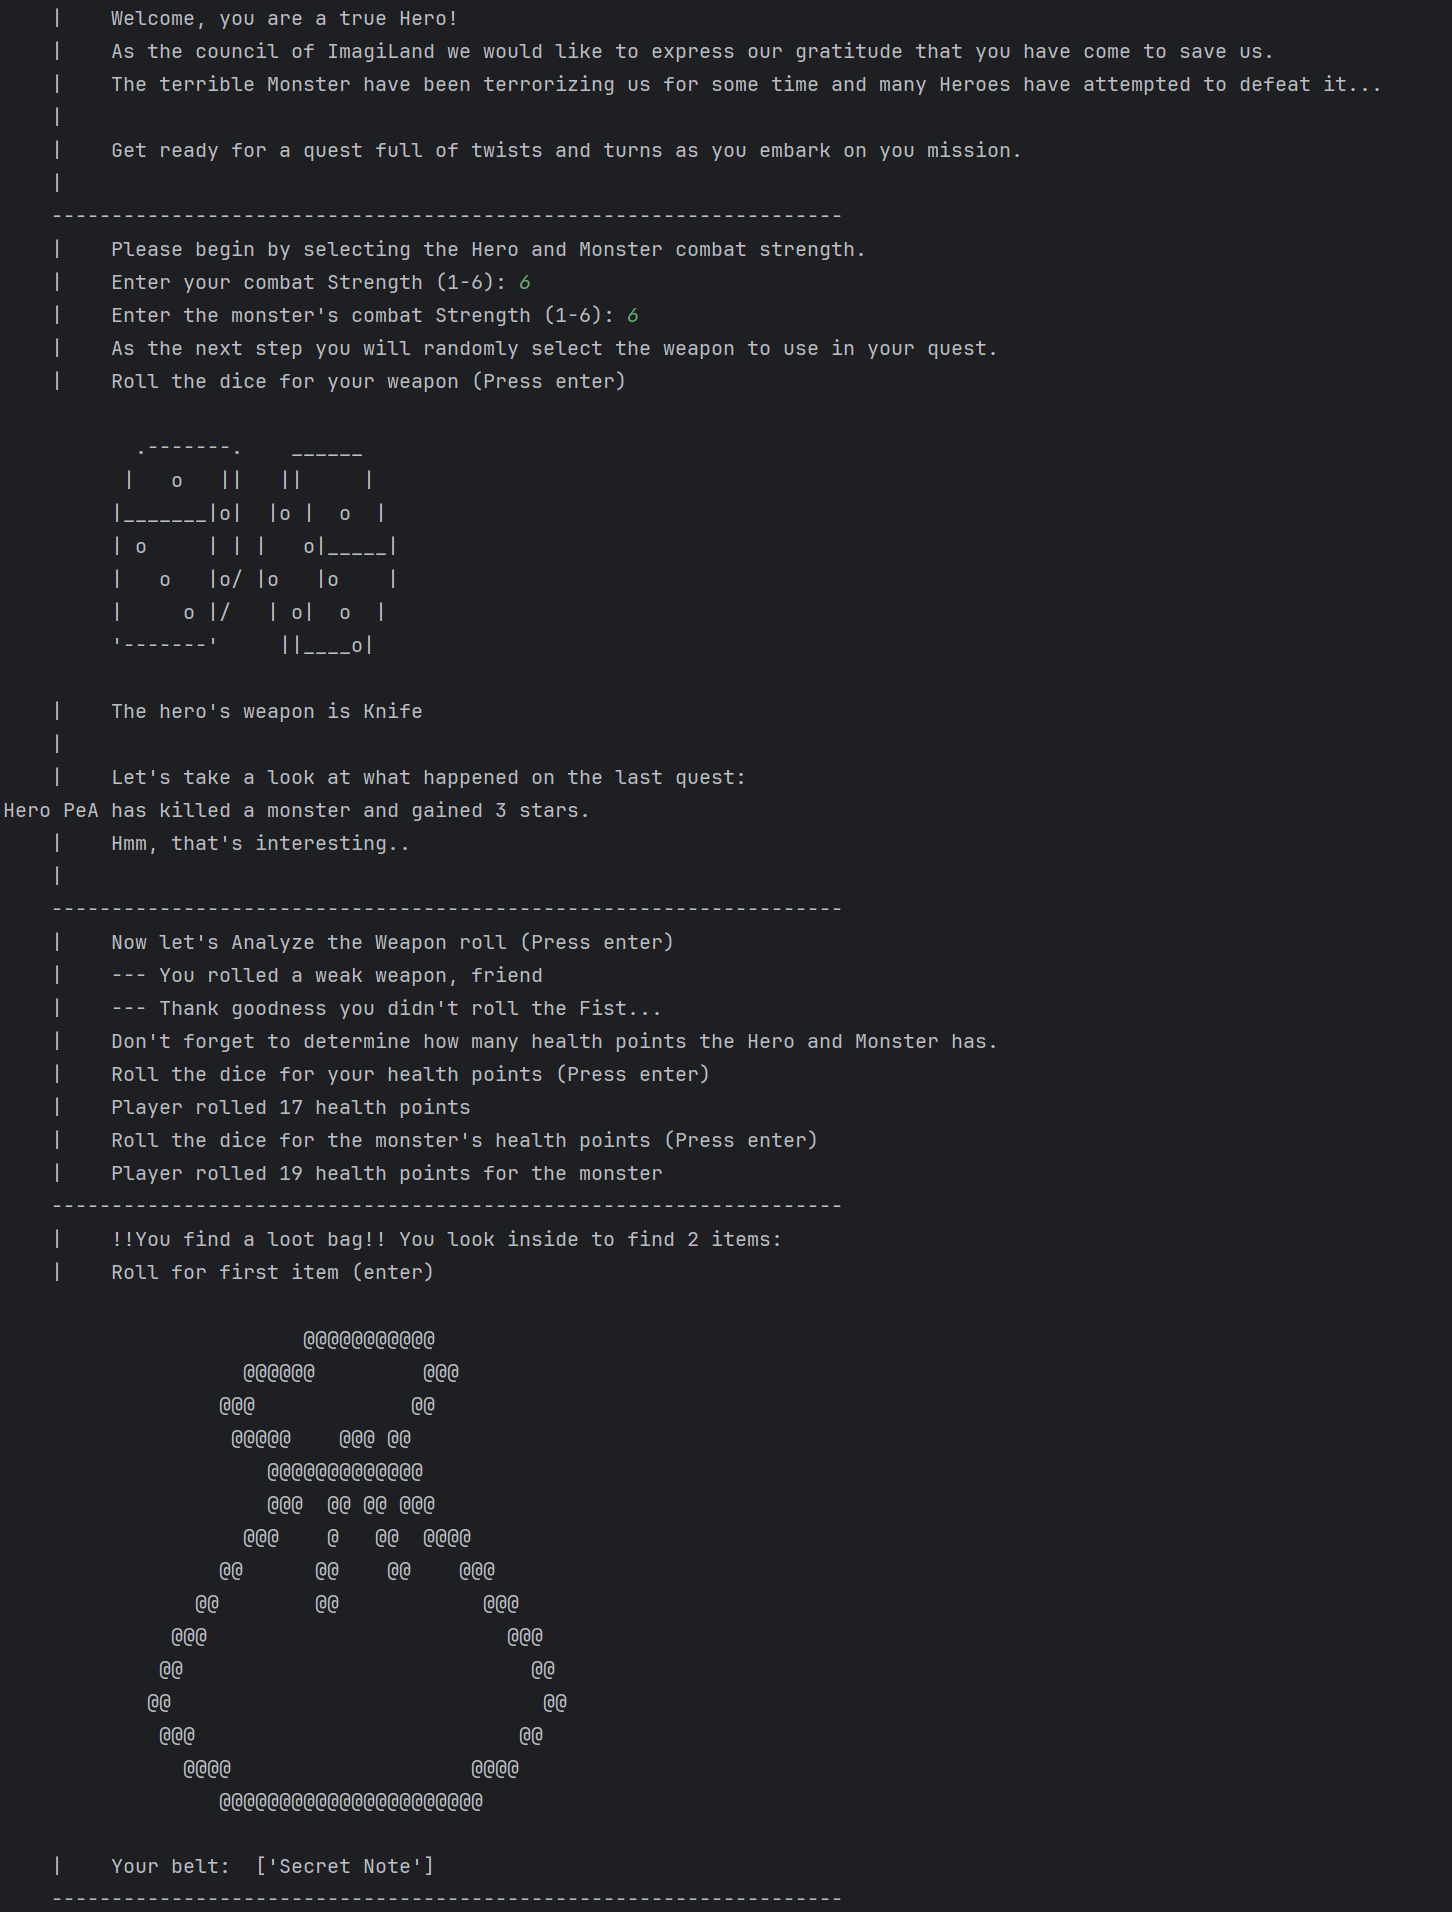 |    Welcome, you are a true Hero!
|    As the council of ImagiLand we would like to express our gratitude that you have come to save us.
|    The terrible Monster have been terrorizing us for some time and many Heroes have attempted to defeat it...
|
|    Get ready for a quest full of twists and turns as you embark on you mission.
|
------------------------------------------------------------------
|    Please begin by selecting the Hero and Monster combat strength.
|    Enter your combat Strength (1-6): 6
|    Enter the monster's combat Strength (1-6): 6
|    As the next step you will randomly select the weapon to use in your quest.
|    Roll the dice for your weapon (Press enter)

       .-------.    ______
      |   o   ||   ||     |
     |_______|o|  |o |  o  |
     | o     | | |   o|_____|
     |   o   |o/ |o   |o    |
     |     o |/   | o|  o  |
     '-------'     ||____o|

|    The hero's weapon is Knife
|
|    Let's take a look at what happened on the last quest:
Hero PeA has killed a monster and gained 3 stars.
|    Hmm, that's interesting..
|
------------------------------------------------------------------
|    Now let's Analyze the Weapon roll (Press enter)
|    --- You rolled a weak weapon, friend
|    --- Thank goodness you didn't roll the Fist...
|    Don't forget to determine how many health points the Hero and Monster has.
|    Roll the dice for your health points (Press enter)
|    Player rolled 17 health points
|    Roll the dice for the monster's health points (Press enter)
|    Player rolled 19 health points for the monster
------------------------------------------------------------------
|    !!You find a loot bag!! You look inside to find 2 items:
|    Roll for first item (enter)

                     @@@@@@@@@@@
                @@@@@@         @@@
              @@@             @@
               @@@@@    @@@ @@
                  @@@@@@@@@@@@@
                  @@@  @@ @@ @@@
                @@@    @   @@  @@@@
              @@      @@    @@    @@@
            @@        @@            @@@
          @@@                         @@@
         @@                             @@
        @@                               @@
         @@@                           @@
           @@@@                    @@@@
              @@@@@@@@@@@@@@@@@@@@@@

|    Your belt:  ['Secret Note']
------------------------------------------------------------------